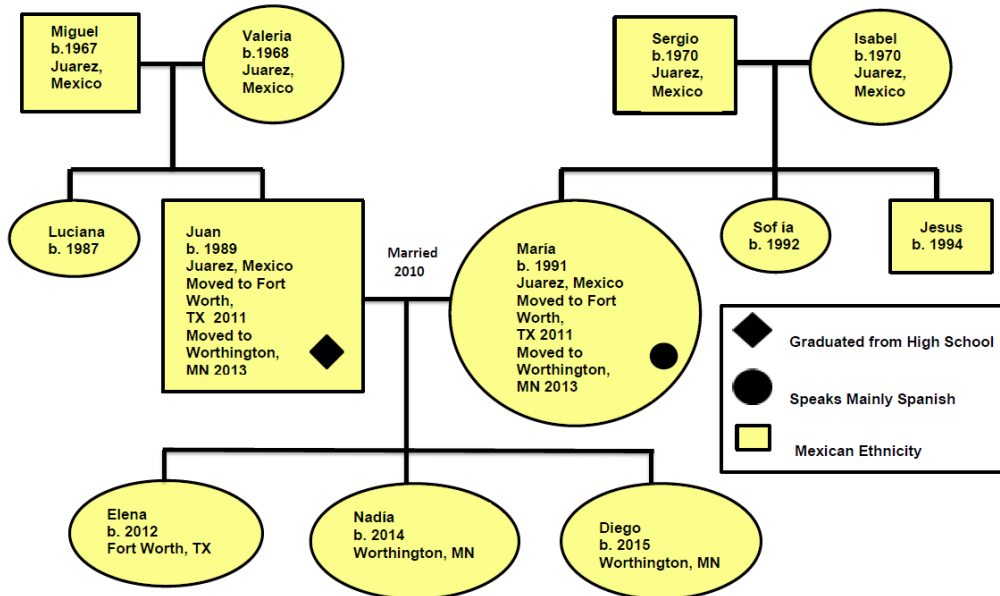 Miguel
b.1967
Juarez,
Mexico
Valeria
b.1968
Juarez,
Mexico
Sergio
b.1970
Juarez,
Mexico
Isabel
b.1970
Juarez,
Mexico
Luciana
b. 1987
Juan
b. 1989
Juarez, Mexico
Moved to Fort
Worth,
TX 2011
Moved to
Worthington,
MN 2013
Married
2010
María
b. 1991
Juarez, Mexico
Moved to Fort
Worth,
TX 2011
Moved to
Worthington,
MN 2013
Sof ía
b. 1992
Jesus
b. 1994
Graduated from High School
Speaks Mainly Spanish
Mexican Ethnicity
Elena
b. 2012
Fort Worth, TX
Nadía
b. 2014
Worthington, MN
Diego
b. 2015
Worthington, MN